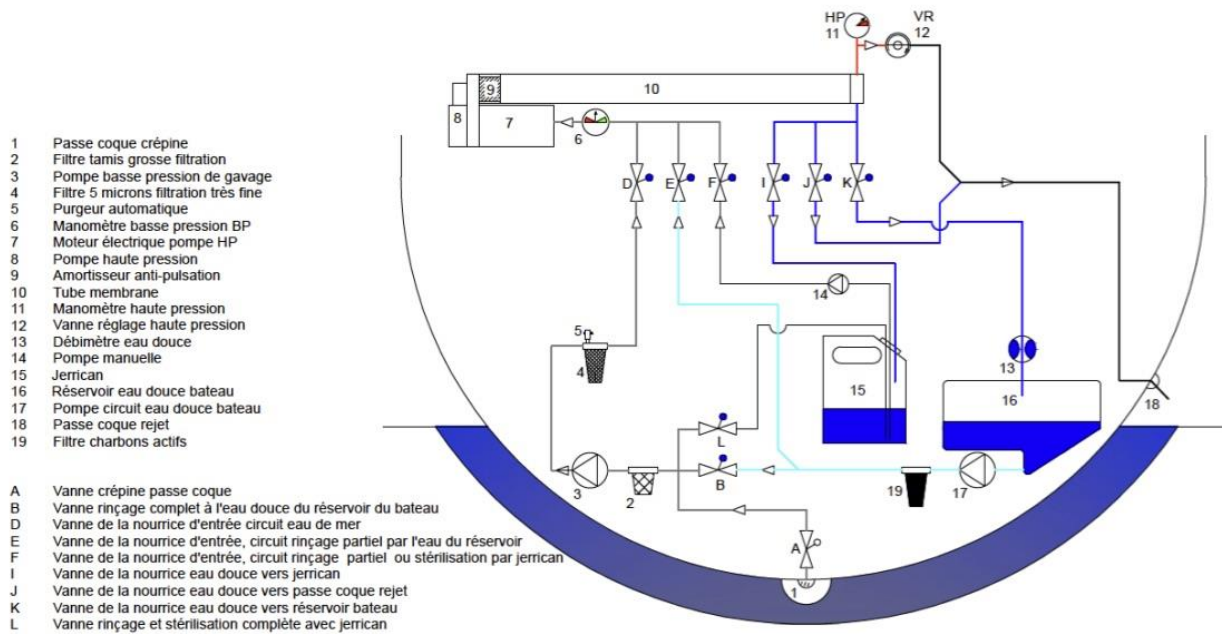 HP
11
VR
12
9
10
8
7
6
D
E
F
I
J
K
14
5
4
15
13
16
18
L
3
2
B
19
17
A
1
1 Passe coque crépine
2 Filtre tamis grosse filtration
3 Pompe basse pression de gavage
4 Filtre 5 microns filtration très fine
5 Purgeur automatique
6 Manomètre basse pression BP
7 Moteur électrique pompe HP
8 Pompe haute pression
9 Amortisseur anti-pulsation
10 Tube membrane
11 Manomètre haute pression
12 Vanne réglage haute pression
13 Débimètre eau douce
14 Pompe manuelle
15 Jerrican
16 Réservoir eau douce bateau
17 Pompe circuit eau douce bateau
18 Passe coque rejet
19 Filtre charbons actifs
A Vanne crépine passe coque
B Vanne rinçage complet à l'eau douce du réservoir du bateau
D Vanne de la nourrice d'entrée circuit eau de mer
E Vanne de la nourrice d'entrée, circuit rinçage partiel par l'eau du réservoir
F Vanne de la nourrice d'entrée, circuit rinçage partiel ou stérilisation par jerrican
I Vanne de la nourrice eau douce vers jerrican
J Vanne de la nourrice eau douce vers passe coque rejet
K Vanne de la nourrice eau douce vers réservoir bateau
L Vanne rinçage et stérilisation complète avec jerrican